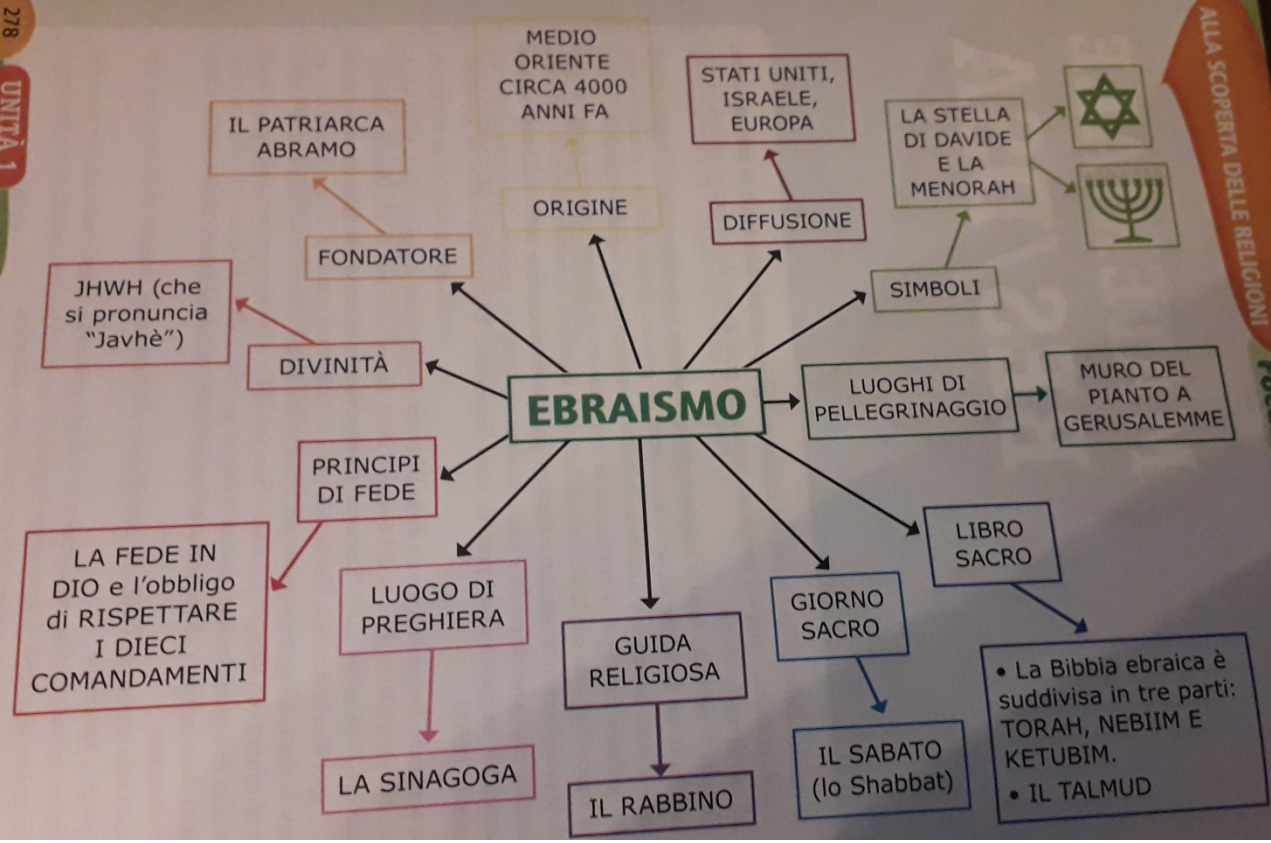 278
UNITÀ 1
ALLA SCOPERTA DELLE RELIGIONI
MEDIO
ORIENTE
CIRCA 4000
ANNI FA
ORIGINE
STATI UNITI,
ISRAELE,
EUROPA
DIFFUSIONE
LA STELLA
DI DAVIDE
E LA
MENORAH
SIMBOLI
IL PATRIARCA
ABRAMO
FONDATORE
JHWH (che
si pronuncia
“Javhè”)
DIVINITÀ
EBRAISMO
LUOGHI DI
PELLEGRINAGGIO
MURO DEL
PIANTO A
GERUSALEMME
PRINCIPI
DI FEDE
LA FEDE IN
DIO e l’obbligo
di RISPETTARE
I DIECI
COMANDAMENTI
LUOGO DI
PREGHIERA
LA SINAGOGA
GUIDA
RELIGIOSA
IL RABBINO
GIORNO
SACRO
IL SABATO
(lo Shabbat)
LIBRO
SACRO
• La Bibbia ebraica è
suddivisa in tre parti:
TORAH, NEBIIM E
KETUBIM.
• IL TALMUD